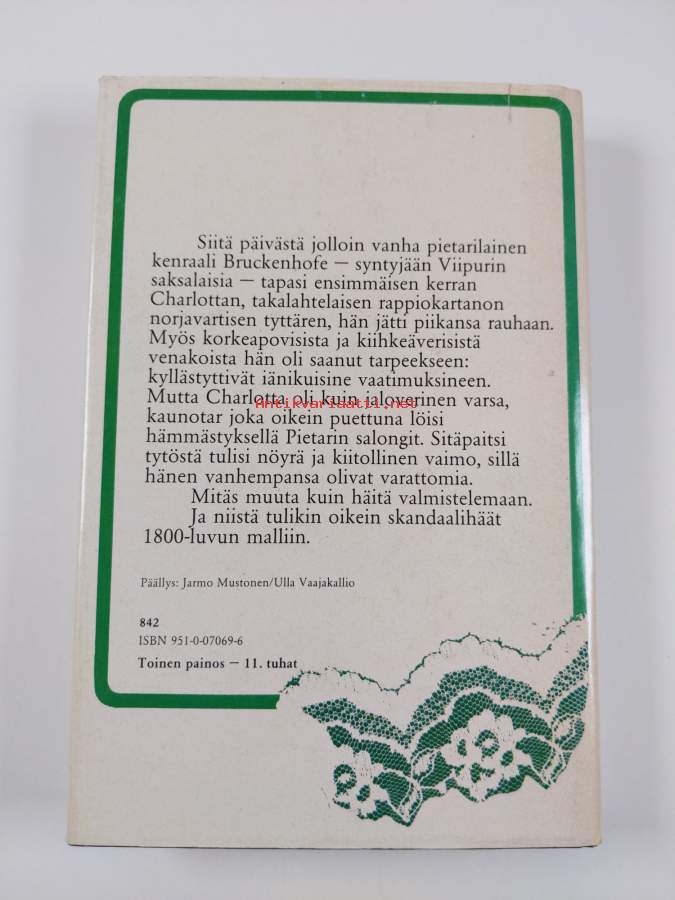 Siitä päivästä jolloin vanha pietarilainen
kenraali Bruckenhofe — syntyjään Viipurin
saksalaisia — tapasi ensimmäisen kerran
Charlottan, takalahtelaisen rappiokartanon
norjavartisen tyttären, hän jätti piikansa rauhaan.
Myös korkeapovisista ja kiihkeäverisistä
venakoista hän oli saanut tarpeekseen:
kyllästyttivät iänikuisine vaatimuksineen.
Mutta Charlotta oli kuin jaloverinen varsa,
Antikvariaatti.net
kaunotar joka oikein puettuna löisi
hämmästyksellä Pietarin salongit. Sitäpaitsi
tytöstä tulisi nöyrä ja kiitollinen vaimo, sillä
hänen vanhempansa olivat varattomia.
Mitäs muuta kuin häitä valmistelemaan.
Ja niistä tulikin oikein skandaalihäät
1800-luvun malliin.
Päällys: Jarmo Mustonen/Ulla Vaajakallio
842
ISBN 951-0-07069-6
Toinen painos — 11. tuhat